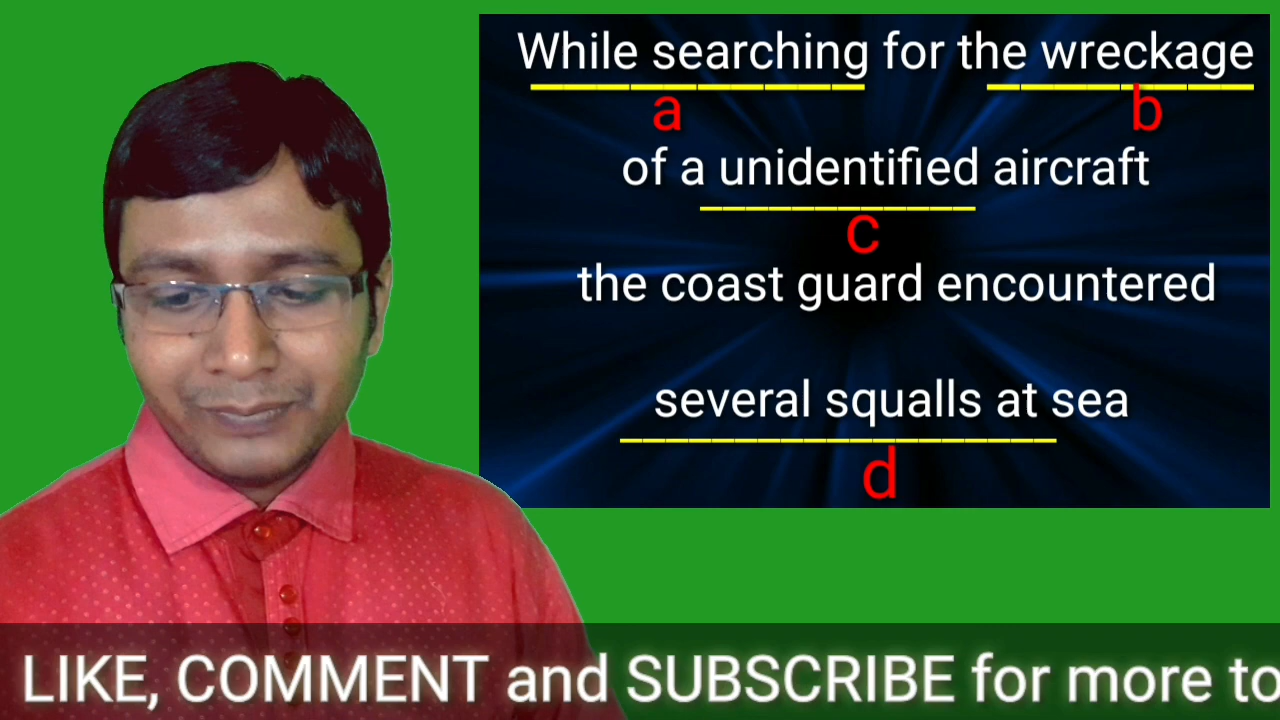 While searching for the wreckage
a
b
of a unidentified aircraft
c
the coast guard encountered
several squalls at sea
d
LIKE, COMMENT and SUBSCRIBE for more to